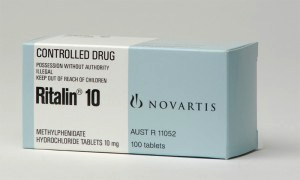 CONTROLLED DRUG
POSSESSION WITHOUT AUTHORITY
ILLEGAL
KEEP OUT OF REACH OF CHILDREN
Ritalin® 10
METHYLPHENIDATE
HYDROCHLORIDE TABLETS 10 mg
NOVARTIS
AUST R 11052
100 tablets